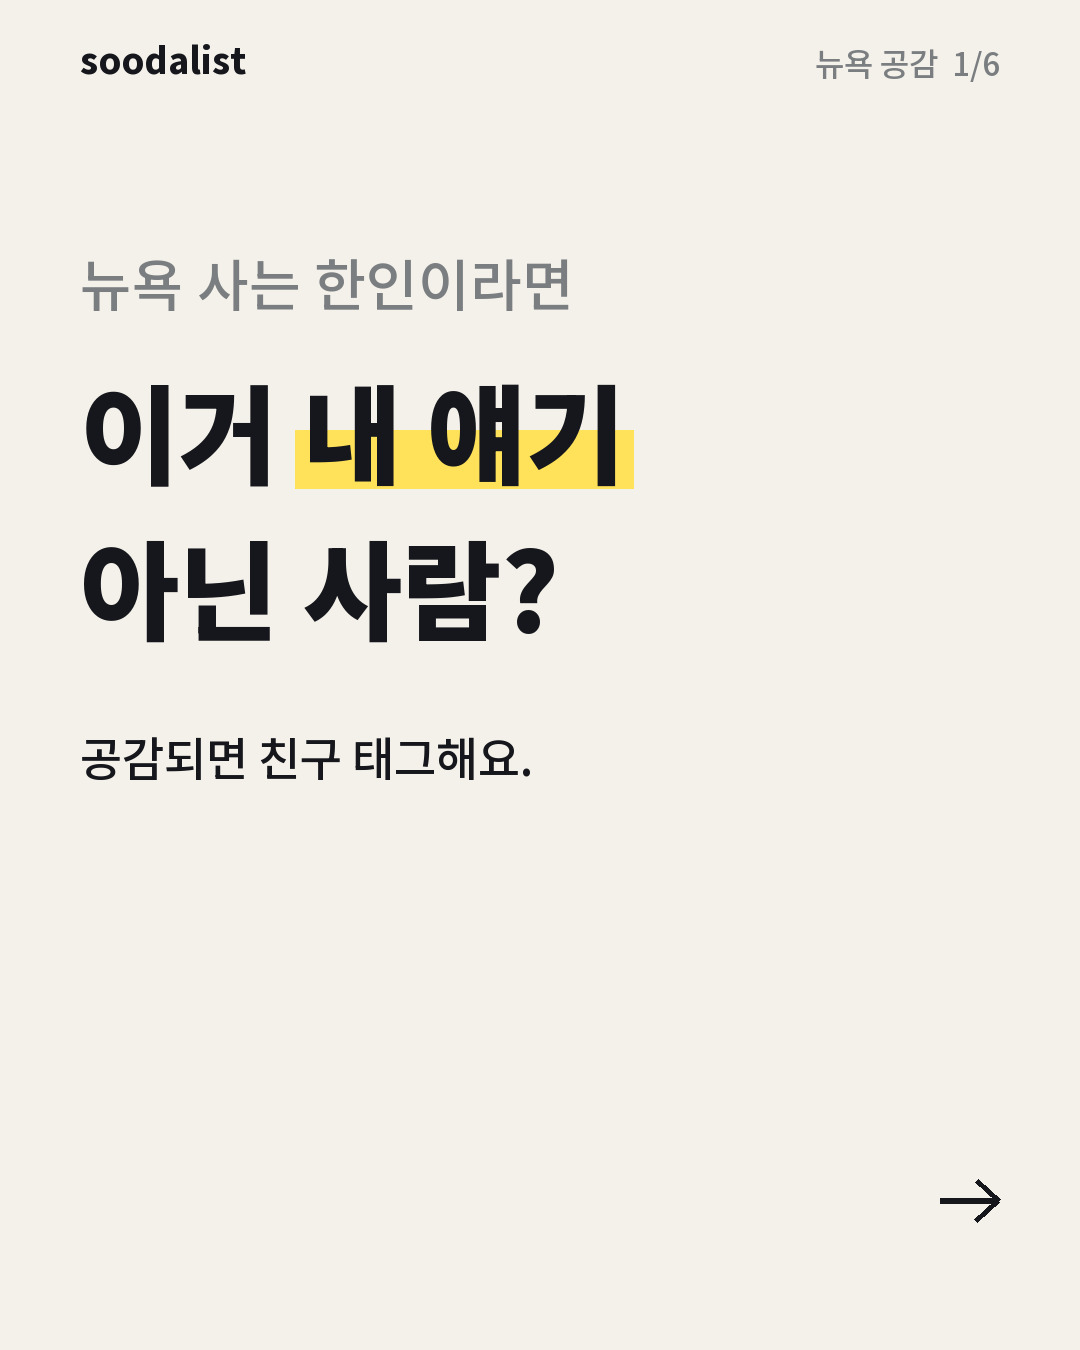 soodalist
뉴욕 공감 1/6
뉴욕 사는 한인이라면
이거 내 얘기
아닌 사람?
공감되면 친구 태그해요.